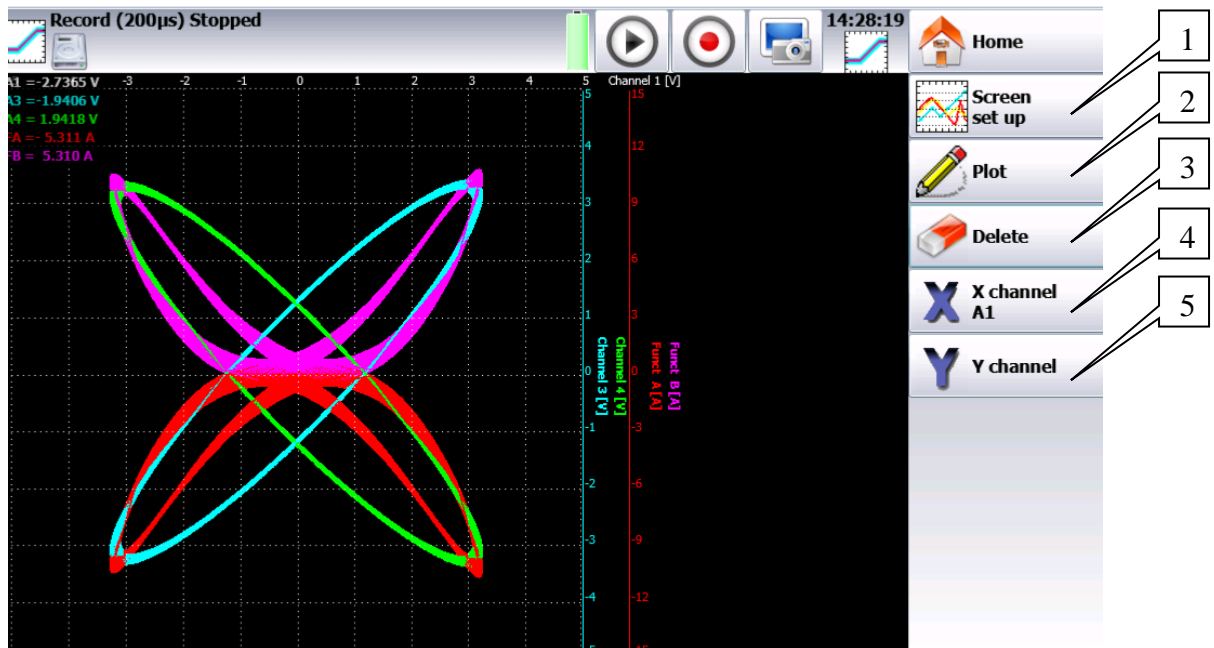 Record (200µs) Stopped
14:28:19
Home
1
Screen
set up
2
Plot
3
Delete
4
X channel
A1
5
Y channel
A1 =-2.7365 V
A3 =-1.9406 V
A4 = 1.9418 V
FA =- 5.311 A
FB = 5.310 A
-3 -2 -1 0 1 2 3 4 5 Channel 1 [V]
5 15
4 12
3 9
2 6
1 3
0 0
-1 -3
-2 -6
-3 -9
-4 -12
Channel 3 [V]
Channel 4 [V]
Funct A [A]
Funct B [A]